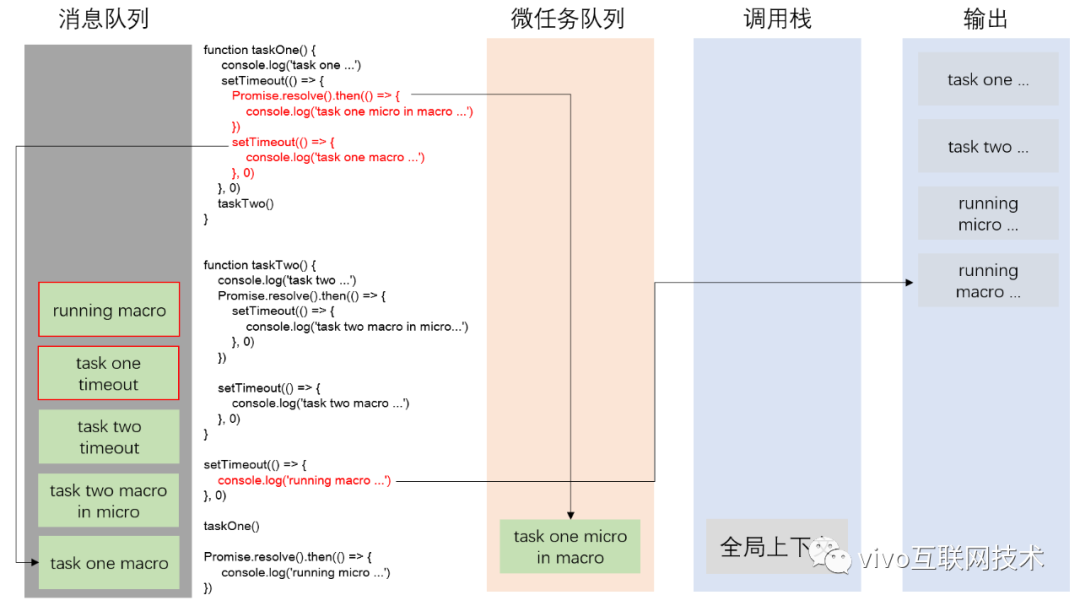 消息队列
微任务队列
调用栈
输出
function taskOne() {
console.log('task one ...')
setTimeout(() => {
Promise.resolve().then(() => {
console.log('task one micro in macro ...')
})
setTimeout(() => {
console.log('task one macro ...')
}, 0)
}, 0)
taskTwo()
}
function taskTwo() {
console.log('task two ...')
Promise.resolve().then(() => {
setTimeout(() => {
console.log('task two macro in micro...')
}, 0)
})
setTimeout(() => {
console.log('task two macro ...')
}, 0)
}
setTimeout(() => {
console.log('running macro ...')
}, 0)
taskOne()
Promise.resolve().then(() => {
console.log('running micro ...')
})
running macro
task one
timeout
task two
timeout
task two macro
in micro
task one macro
task one micro
in macro
全局上下
task one ...
task two ...
running
micro ...
running
macro ...
vivo互联网技术